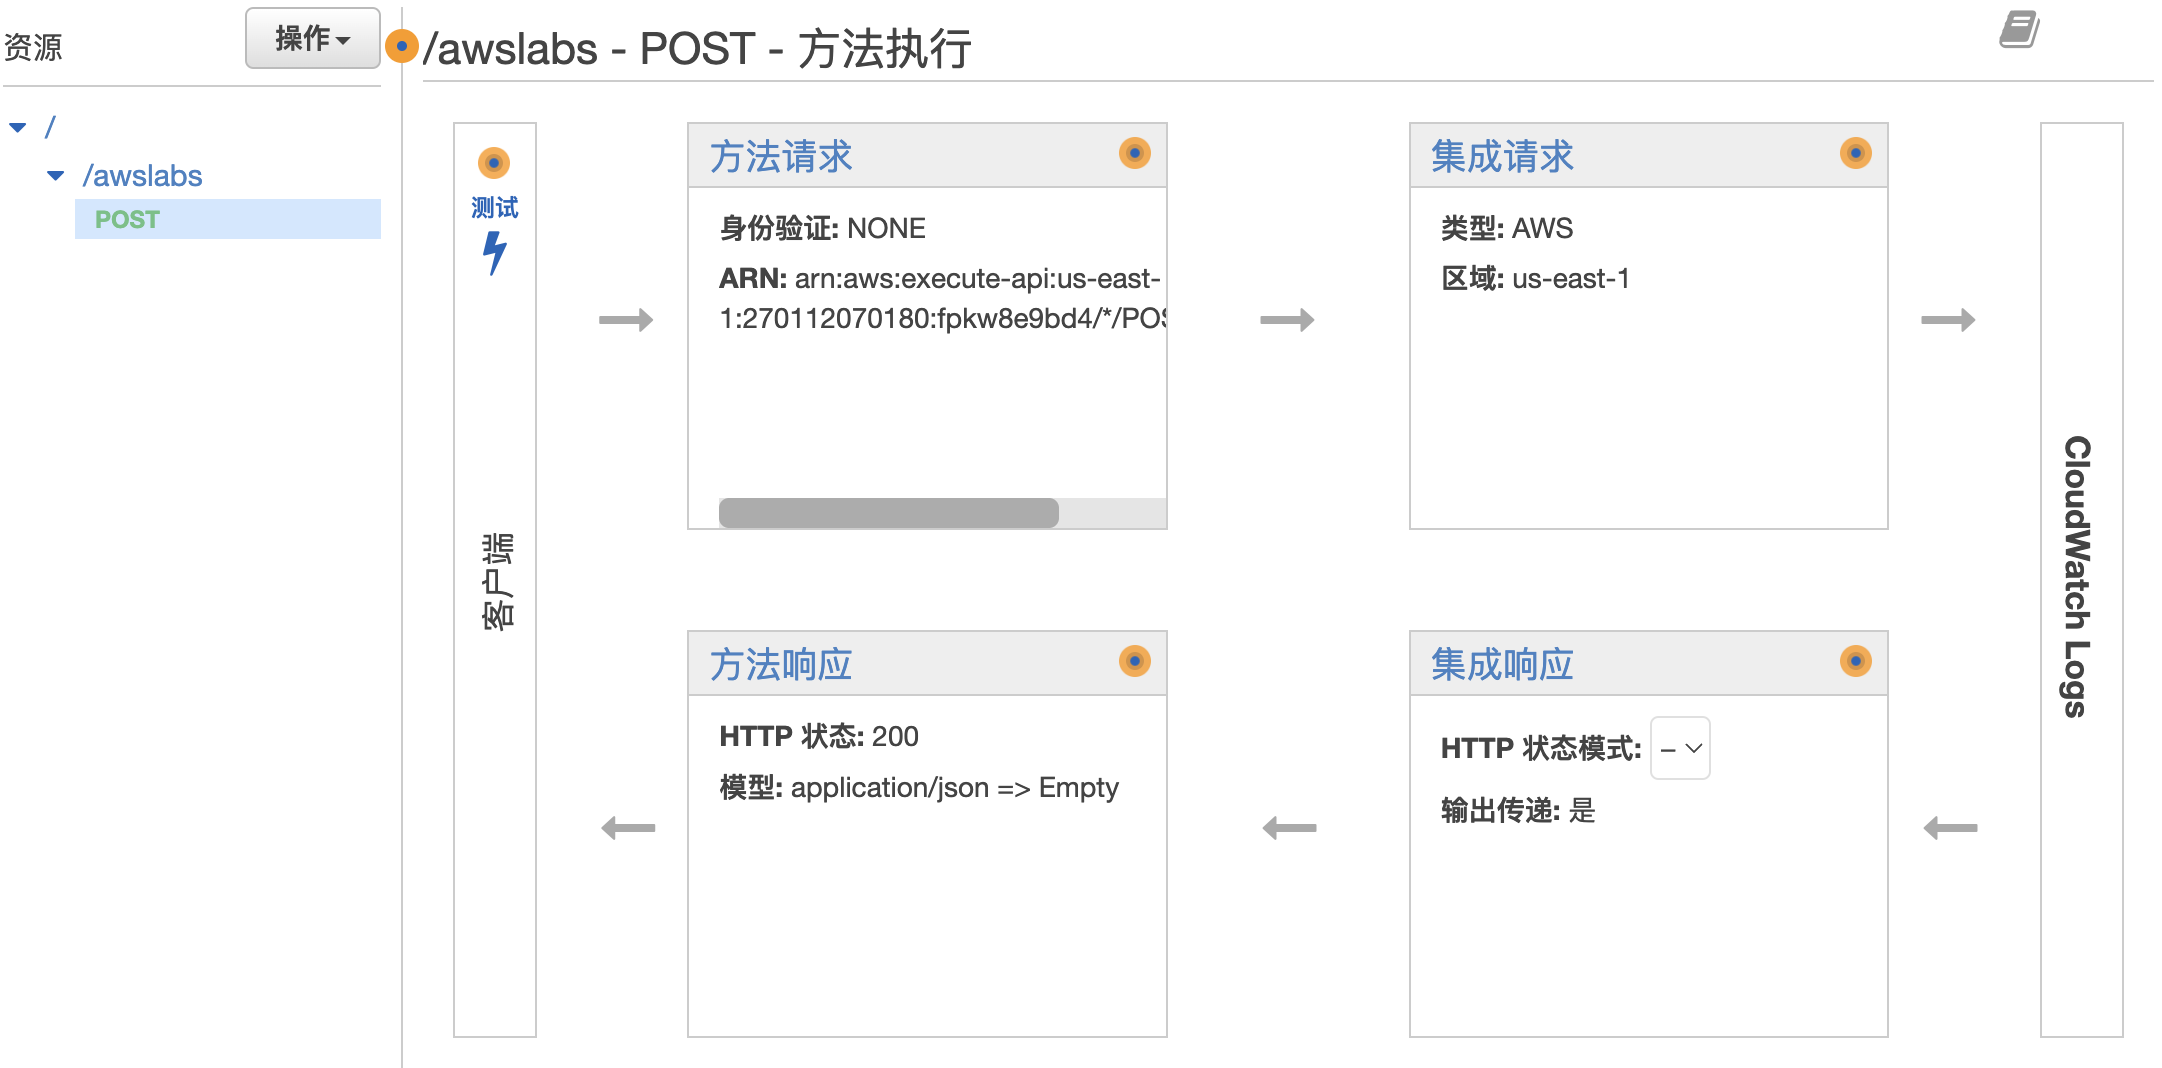 资源
操作
/awslabs - POST - 方法执行
/
/awslabs
POST
测试
客户端
方法请求
身份验证: NONE
ARN: arn:aws:execute-api:us-east-
1:270112070180:fpkw8e9bd4/*/POS
集成请求
类型: AWS
区域: us-east-1
CloudWatch Logs
方法响应
HTTP 状态: 200
模型: application/json => Empty
集成响应
HTTP 状态模式: –
输出传递: 是